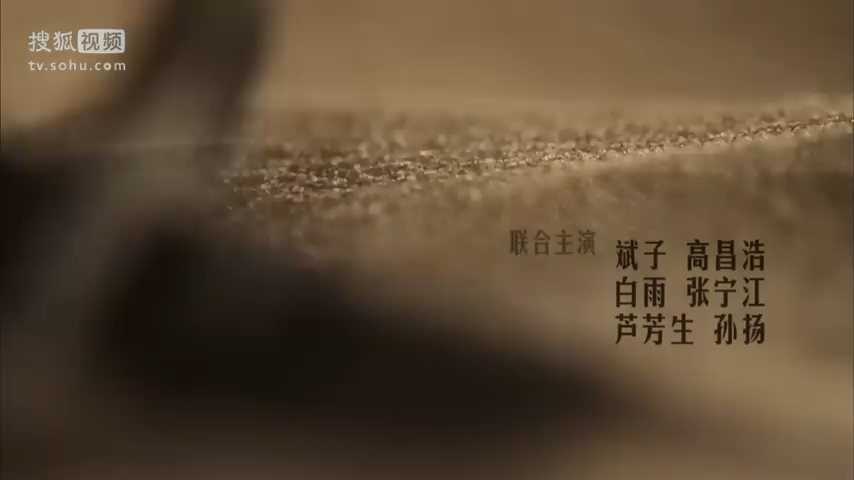 搜狐视频
tv.sohu.com
联合主演
斌子 高昌浩
白雨 张宁江
芦芳生 孙扬